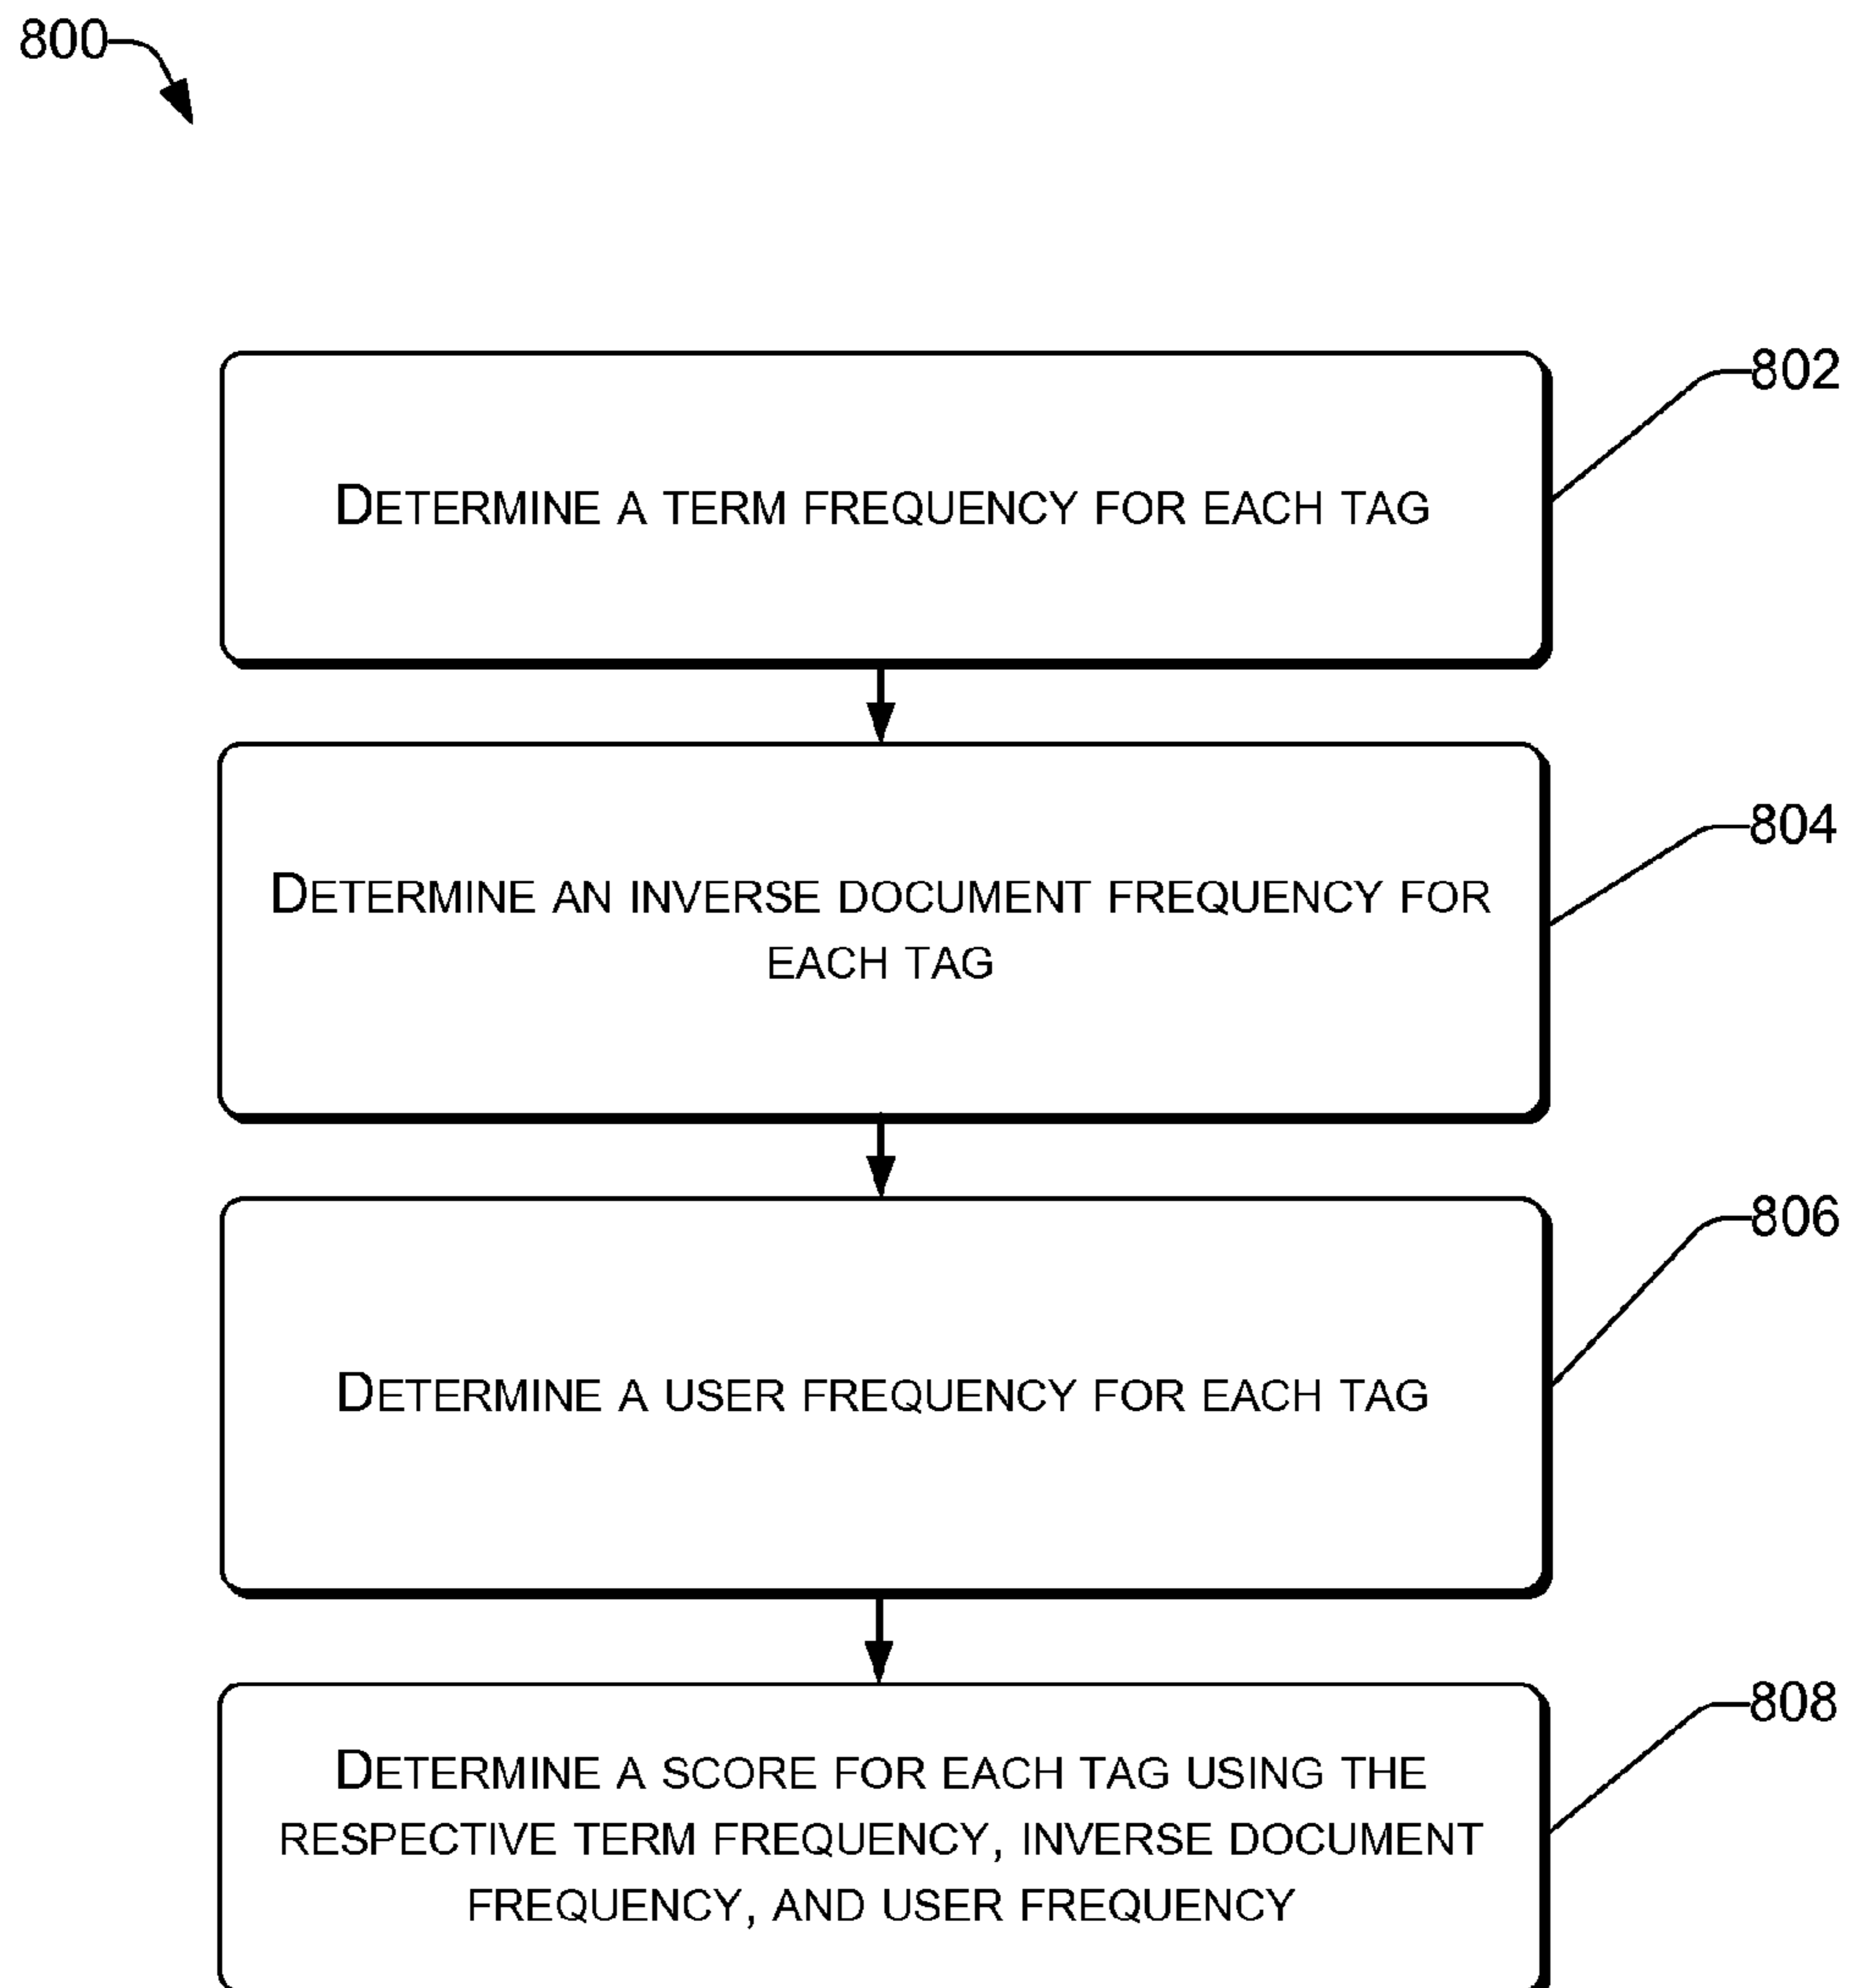 800
802
DETERMINE A TERM FREQUENCY FOR EACH TAG
804
DETERMINE AN INVERSE DOCUMENT FREQUENCY FOR
EACH TAG
806
DETERMINE A USER FREQUENCY FOR EACH TAG
808
DETERMINE A SCORE FOR EACH TAG USING THE
RESPECTIVE TERM FREQUENCY, INVERSE DOCUMENT
FREQUENCY, AND USER FREQUENCY